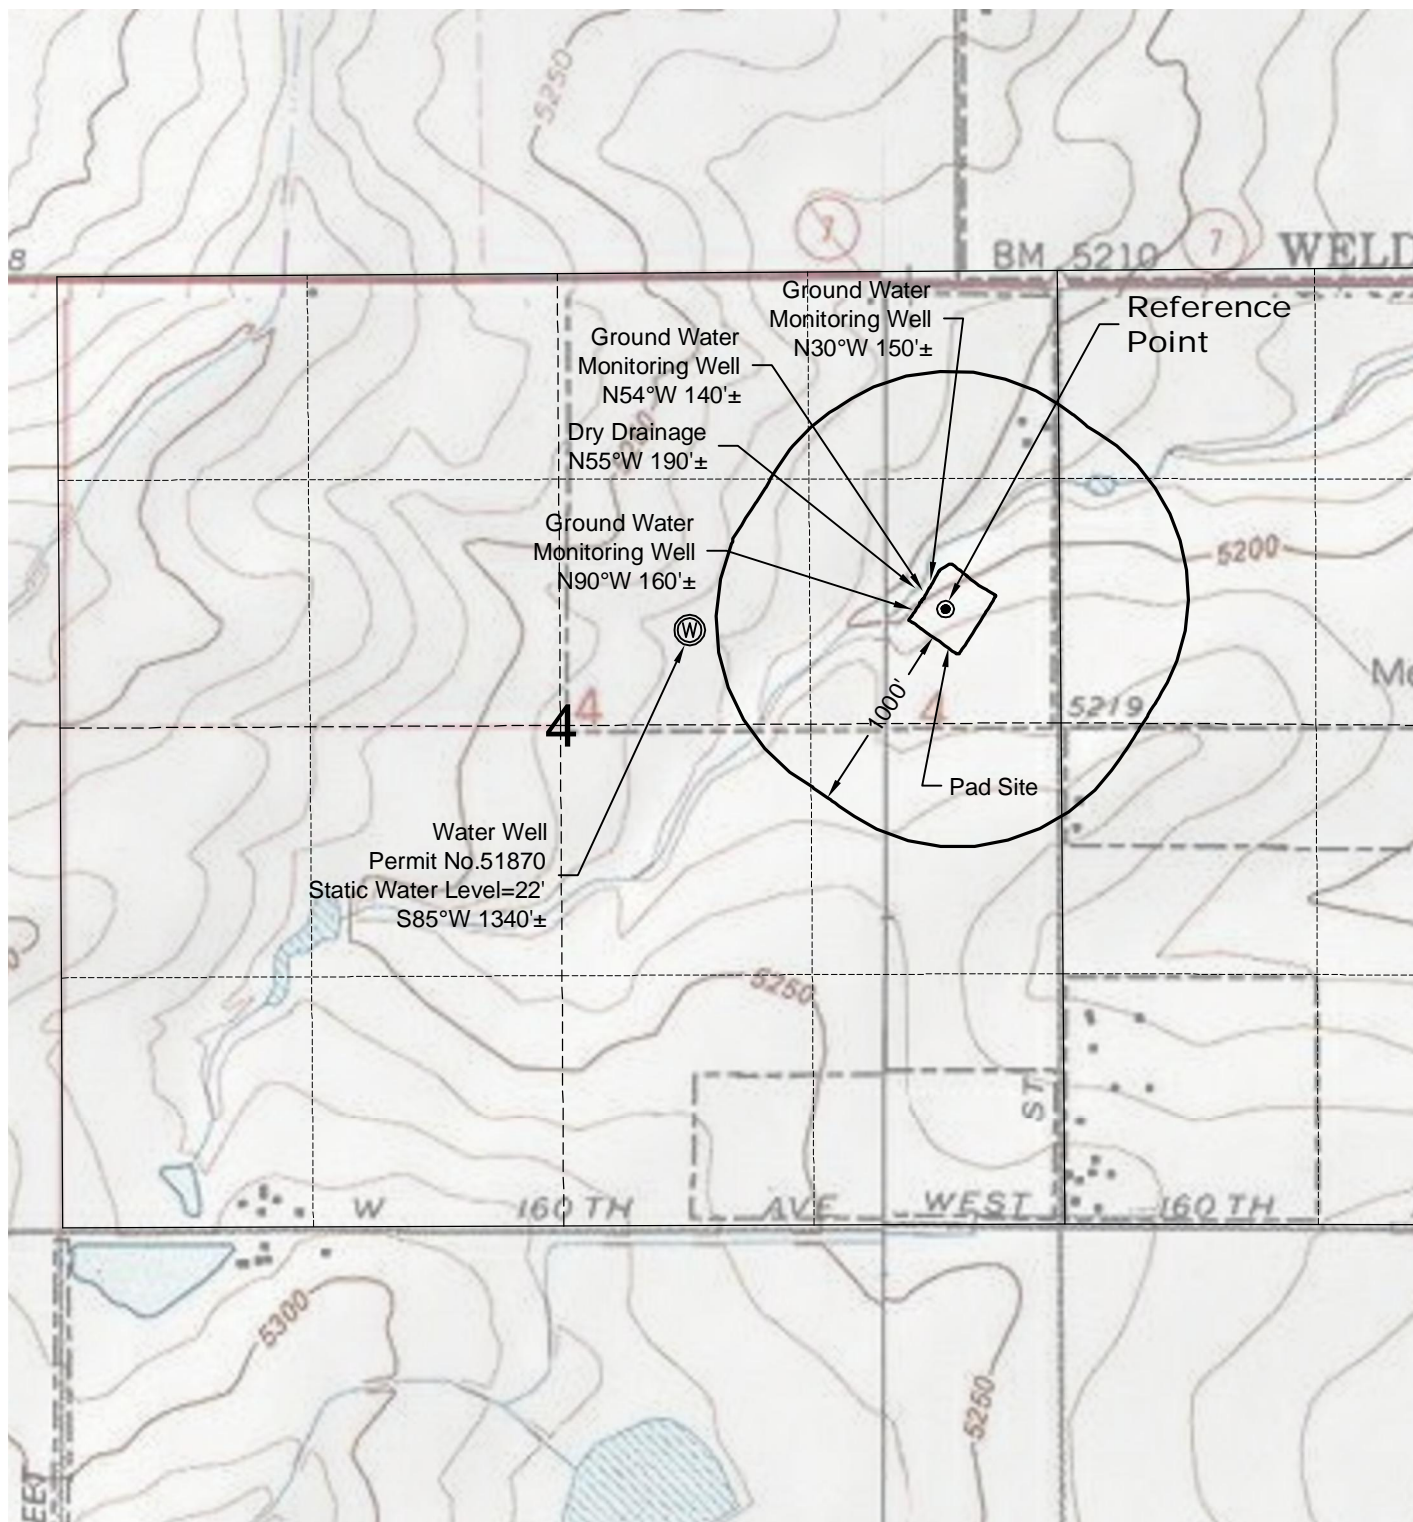 5250
7
7
8
BM 5210
WELD
Ground Water
Monitoring Well
N30°W 150'±
Reference
Point
Ground Water
Monitoring Well
N54°W 140'±
Dry Drainage
N55°W 190'±
Ground Water
Monitoring Well
N90°W 160'±
5200
W
1000'
4
4
4
5219
Pad Site
Water Well
Permit No.51870
Static Water Level=22'
S85°W 1340'±
5250
ST
W 160 TH AVE WEST 160 TH
5300
5250